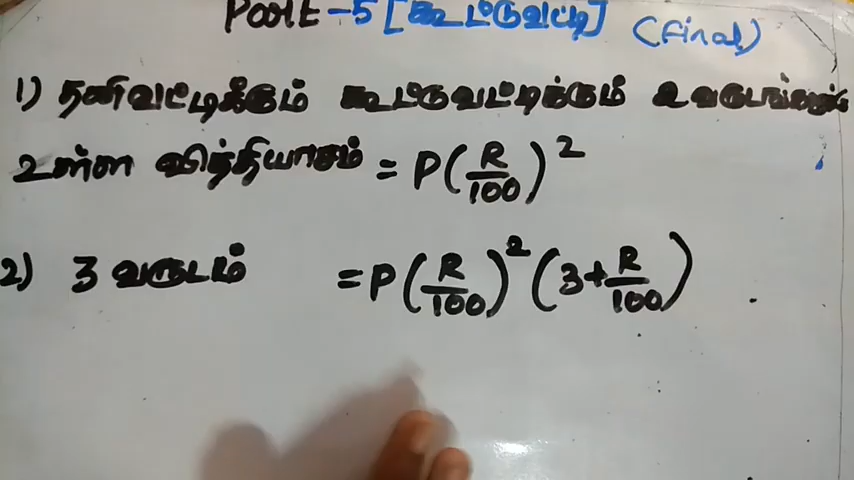 Part-5 [கூட்டுவட்டி] (Final)
1) தனிவட்டிக்கும் கூட்டுவட்டிக்கும் 2 வருடங்களுக்கு
உள்ள வித்தியாசம் = P(R/100)²
2) 3 வருடம் = P(R/100)²(3+R/100)